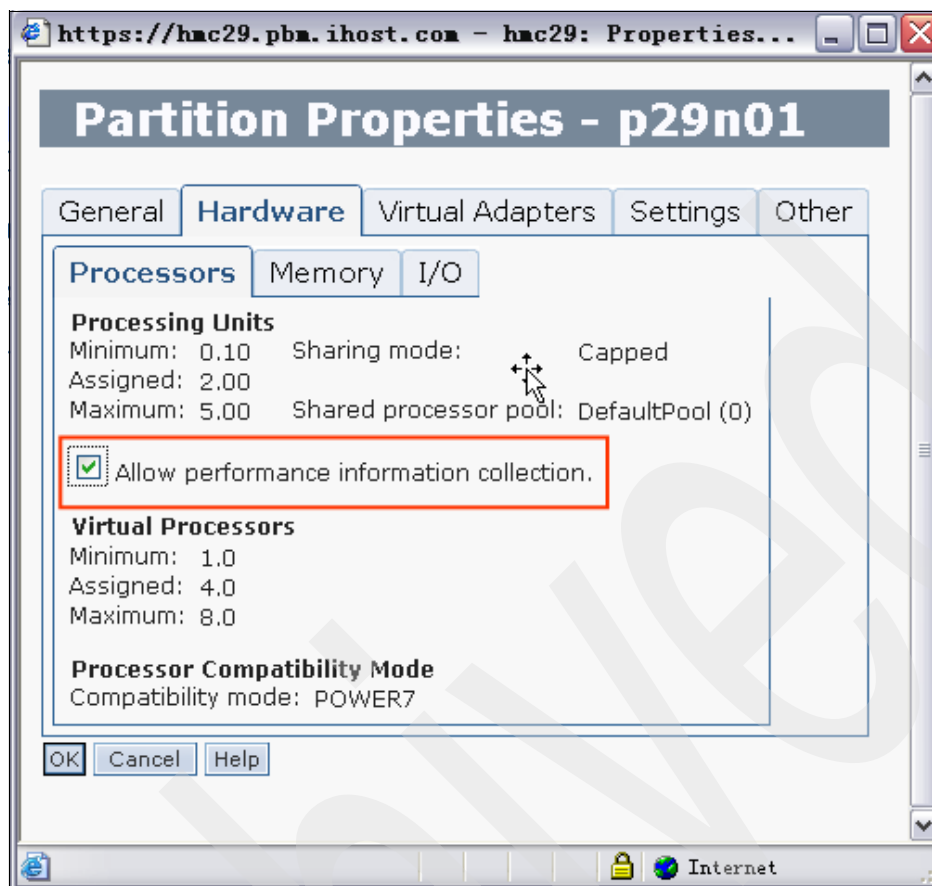 https://hmc29.pbm.ihost.com - hmc29: Properties...
Partition Properties - p29n01
General Hardware Virtual Adapters Settings Other
Processors Memory I/O
Processing Units
Minimum: 0.10 Sharing mode: Capped
Assigned: 2.00
Maximum: 5.00 Shared processor pool: DefaultPool (0)
Allow performance information collection.
Virtual Processors
Minimum: 1.0
Assigned: 4.0
Maximum: 8.0
Processor Compatibility Mode
Compatibility mode: POWER7
OK Cancel Help
Internet